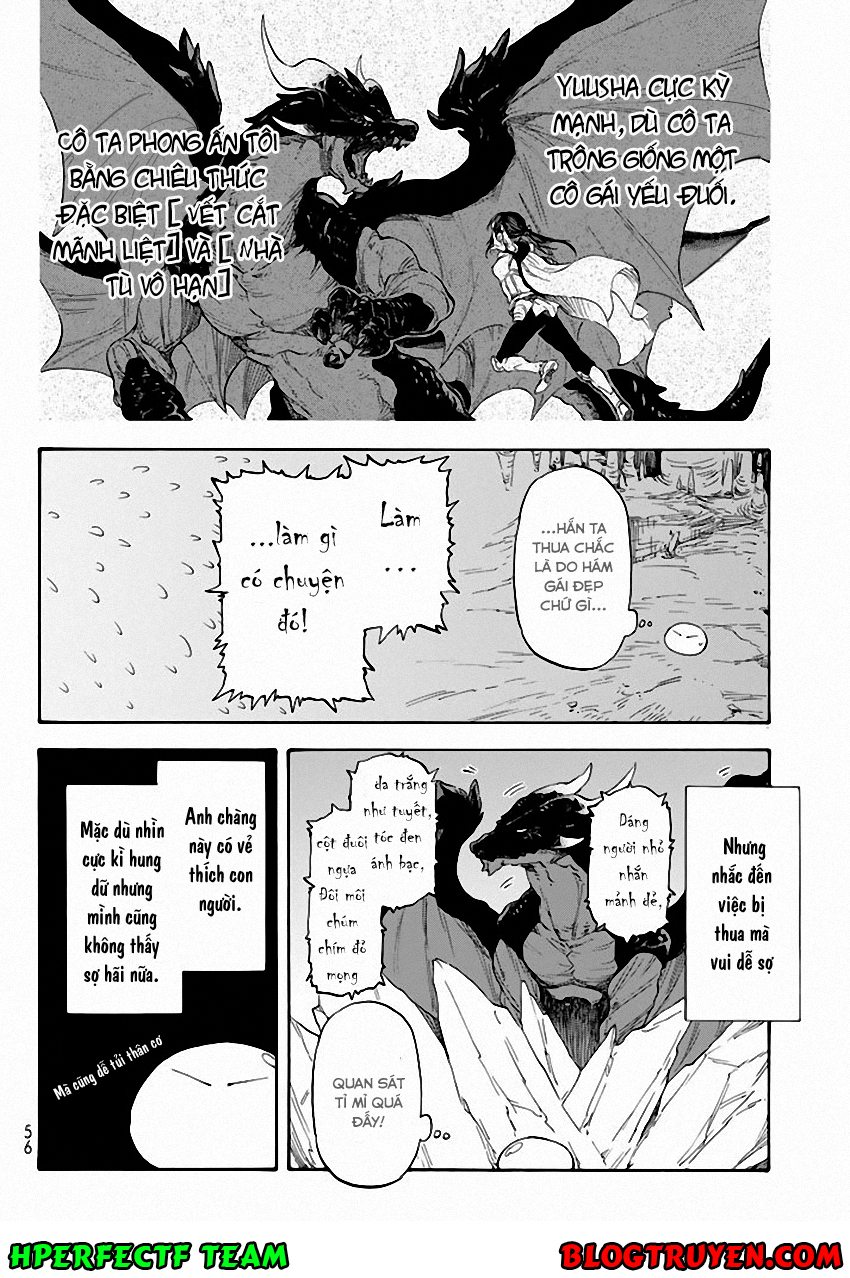 YUUSHA CỰC KỲ
MẠNH, DÙ CÔ TA
TRÔNG GIỐNG MỘT
CÔ GÁI YẾU ĐUỐI.
CÔ TA PHONG ẤN TÔI
BẰNG CHIÊU THỨC
ĐẶC BIỆT [ VẾT CẮT
MÃNH LIỆT] VÀ [ NHÀ
TÙ VÔ HẠN]
...HẮN TA
THUA CHẮC
LÀ DO HÁM
GÁI ĐẸP
CHỨ GÌ...
Làm
...
...làm gì
có chuyện
đó!
Nhưng
nhắc đến
việc bị
thua mà
vui dễ sợ
Dáng
người nhỏ
nhắn
mảnh dẻ,
da trắng
như tuyết,
tóc đen
ánh bạc,
cột đuôi
ngựa
Đôi môi
chúm
chím đỏ
mọng
QUAN SÁT
TỈ MỈ QUÁ
ĐẤY!
Anh chàng
này có vẻ
thích con
người.
Mặc dù nhìn
cực kì hung
dữ nhưng
mình cũng
không thấy
sợ hãi nữa.
Mà cũng dễ tủi thân cơ
56
HPERFECTF TEAM
BLOGTRUYEN.COM